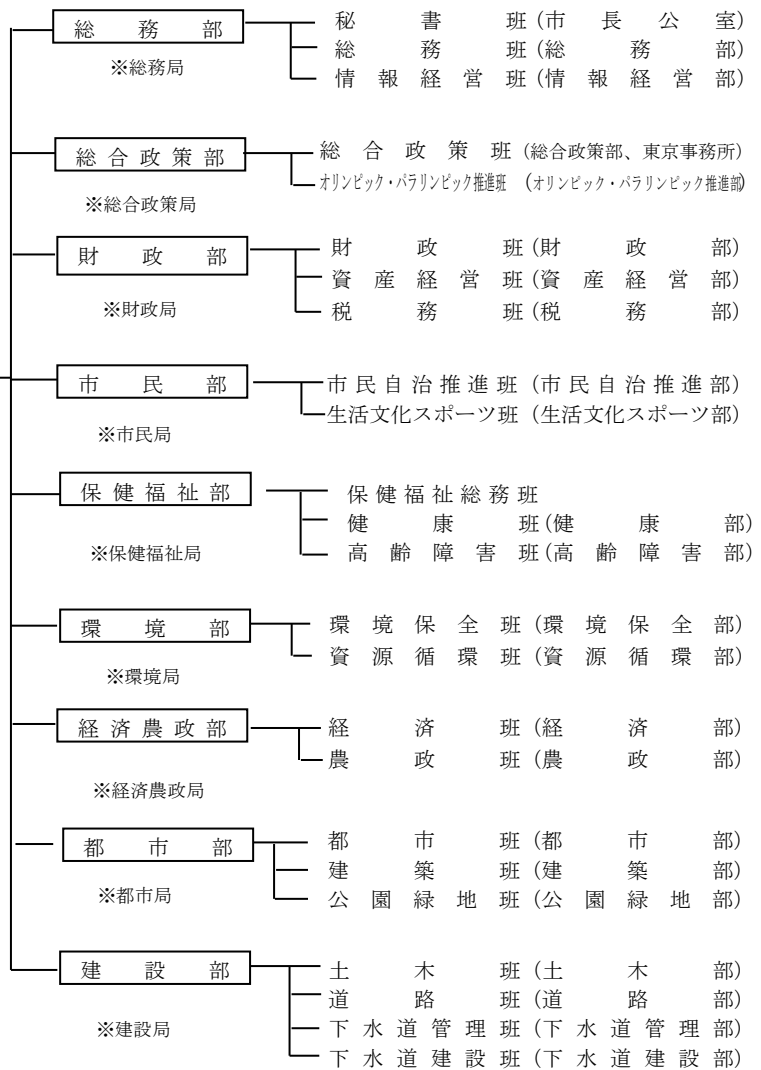 総務部 秘書班(市長公室)
総務班(総務部)
※総務局
情報経営班(情報経営部)
総合政策部 総合政策班(総合政策部、東京事務所)
オリンピック・パラリンピック推進班 (オリンピック・パラリンピック推進部)
※総合政策局
財政部 財政班(財政部)
資産経営班(資産経営部)
※財政局 税務班(税務部)
市民部 市民自治推進班(市民自治推進部)
生活文化スポーツ班(生活文化スポーツ部)
※市民局
保健福祉部 保健福祉総務班
健康班(健康部)
※保健福祉局 高齢障害班(高齢障害部)
環境部 環境保全班(環境保全部)
資源循環班(資源循環部)
※環境局
経済農政部 経済班(経済部)
農政班(農政部)
※経済農政局
都市部 都市班(都市部)
建築班(建築部)
※都市局 公園緑地班(公園緑地部)
建設部 土木班(土木部)
道路班(道路部)
※建設局 下水道管理班(下水道管理部)
下水道建設班(下水道建設部)